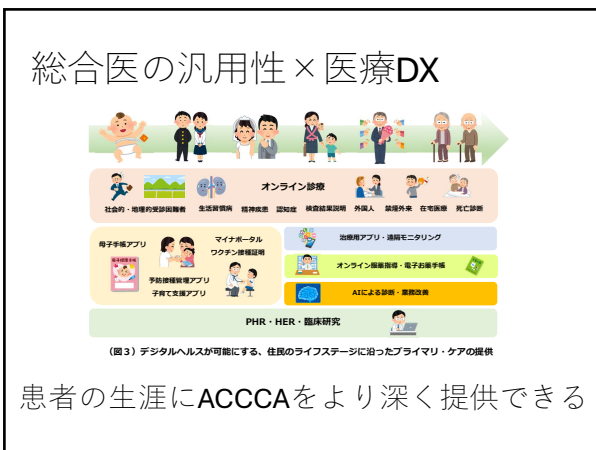 総合医の汎用性×医療DX
オンライン診療
社会的・地理的受診困難者 生活習慣病 精神疾患 認知症 検査結果説明 外国人 禁煙外来 在宅医療 死亡診断
母子手帳アプリ
マイナポータル
ワクチン接種証明
予防接種管理アプリ
子育て支援アプリ
治療用アプリ・遠隔モニタリング
オンライン服薬指導・電子お薬手帳
AIによる診断・業務改善
PHR・HER・臨床研究
(図3)デジタルヘルスが可能にする、住民のライフステージに沿ったプライマリ・ケアの提供
患者の生涯にACCCAをより深く提供できる